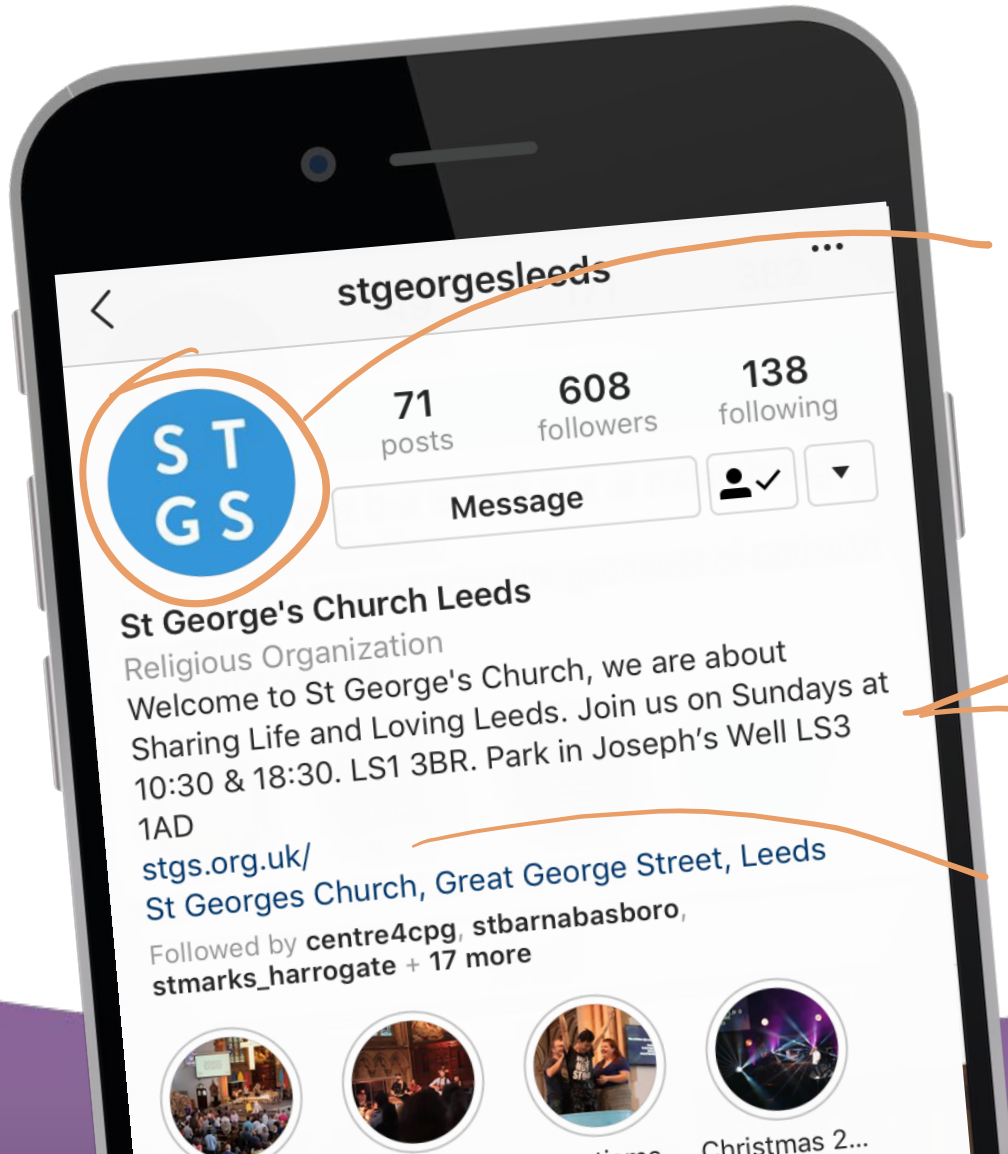 stgeorgesleeds
71
posts
608
followers
138
following
S T
G S
Message
St George's Church Leeds
Religious Organization
Welcome to St George's Church, we are about
Sharing Life and Loving Leeds. Join us on Sundays at
10:30 & 18:30. LS1 3BR. Park in Joseph's Well LS3
1AD
stgs.org.uk/
St Georges Church, Great George Street, Leeds
Followed by centre4cpg, stbarnabasboro,
stmarks_harrogate + 17 more
Christmas 2...